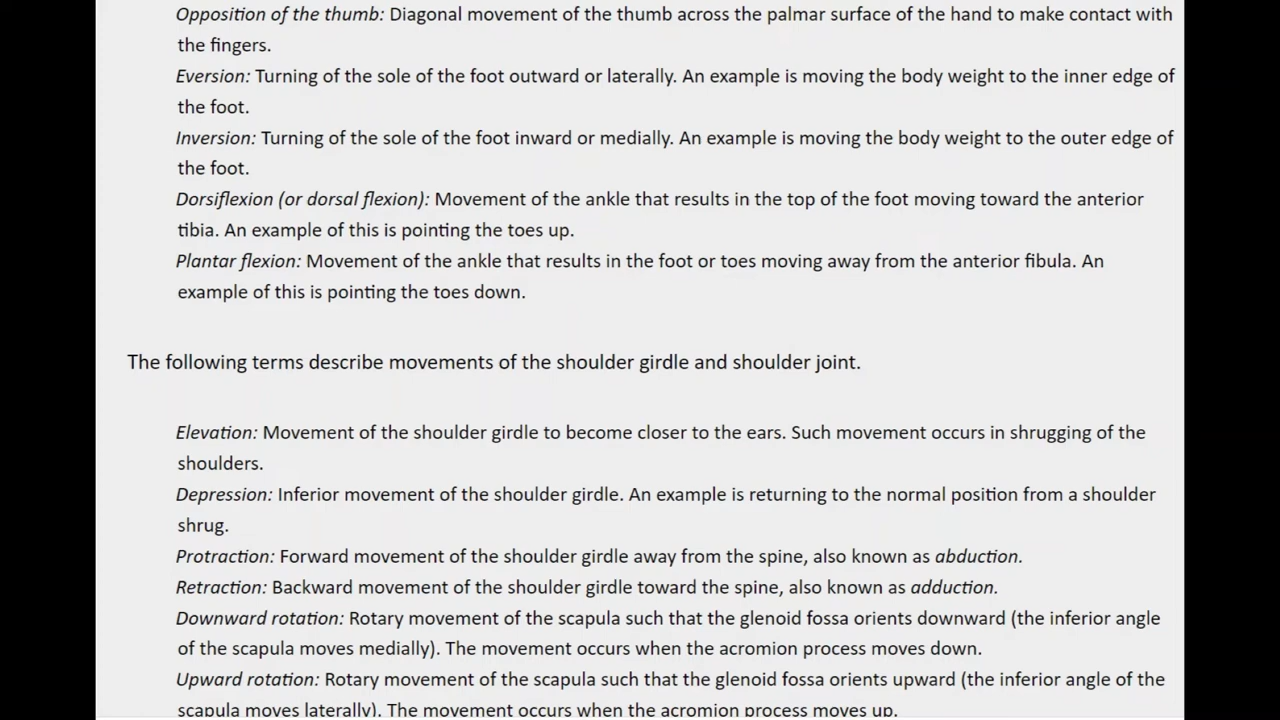 Opposition of the thumb: Diagonal movement of the thumb across the palmar surface of the hand to make contact with
the fingers.
Eversion: Turning of the sole of the foot outward or laterally. An example is moving the body weight to the inner edge of
the foot.
Inversion: Turning of the sole of the foot inward or medially. An example is moving the body weight to the outer edge of
the foot.
Dorsiflexion (or dorsal flexion): Movement of the ankle that results in the top of the foot moving toward the anterior
tibia. An example of this is pointing the toes up.
Plantar flexion: Movement of the ankle that results in the foot or toes moving away from the anterior fibula. An
example of this is pointing the toes down.
The following terms describe movements of the shoulder girdle and shoulder joint.
Elevation: Movement of the shoulder girdle to become closer to the ears. Such movement occurs in shrugging of the
shoulders.
Depression: Inferior movement of the shoulder girdle. An example is returning to the normal position from a shoulder
shrug.
Protraction: Forward movement of the shoulder girdle away from the spine, also known as abduction.
Retraction: Backward movement of the shoulder girdle toward the spine, also known as adduction.
Downward rotation: Rotary movement of the scapula such that the glenoid fossa orients downward (the inferior angle
of the scapula moves medially). The movement occurs when the acromion process moves down.
Upward rotation: Rotary movement of the scapula such that the glenoid fossa orients upward (the inferior angle of the
scapula moves laterally). The movement occurs when the acromion process moves up.